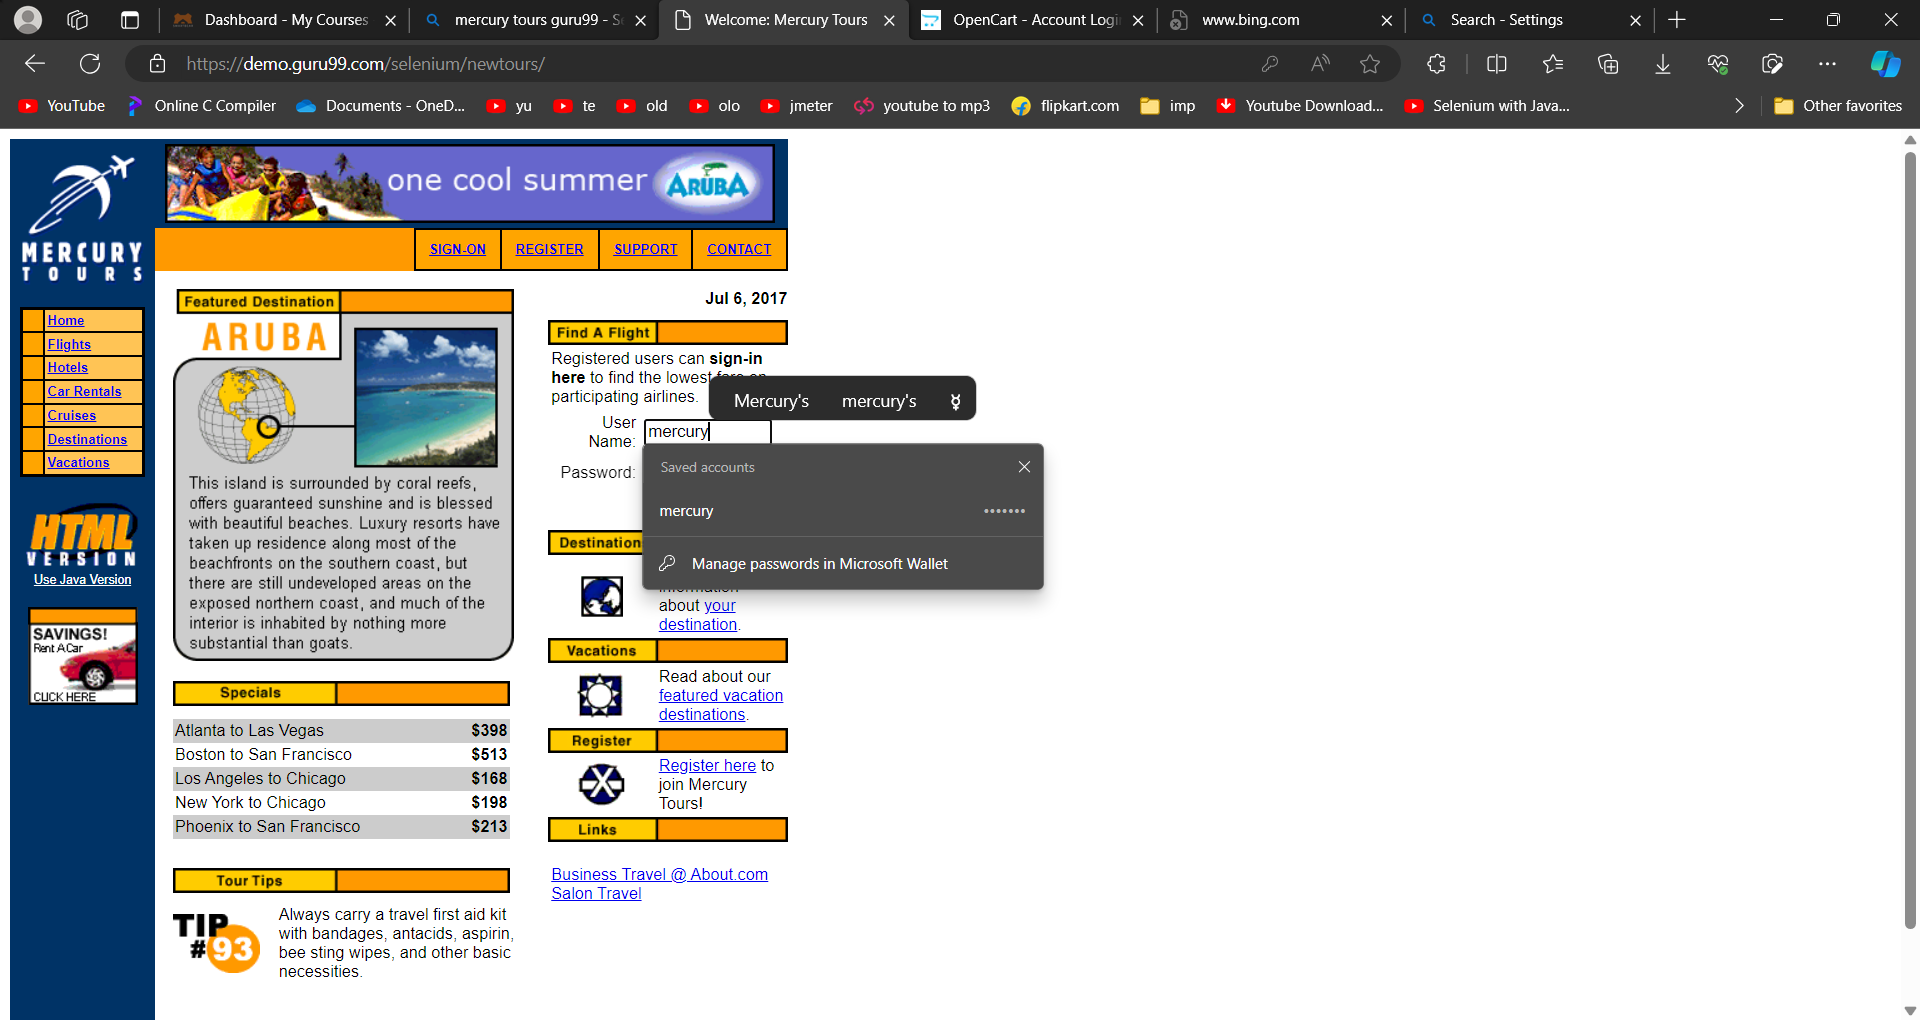 Dashboard - My Courses
mercury tours guru99 - Se
Welcome: Mercury Tours
OpenCart - Account Logi
www.bing.com
Search - Settings
https://demo.guru99.com/selenium/newtours/
YouTube
Online C Compiler
Documents - OneD...
yu
te
old
olo
jmeter
youtube to mp3
flipkart.com
imp
Youtube Download...
Selenium with Java...
Other favorites
MERCURY
TOURS
one cool summer
ARUBA
SIGN-ON
REGISTER
SUPPORT
CONTACT
Home
Flights
Hotels
Car Rentals
Cruises
Destinations
Vacations
HTML
VERSION
Use Java Version
SAVINGS!
Rent A Car
CLICK HERE
Featured Destination
ARUBA
This island is surrounded by coral reefs,
offers guaranteed sunshine and is blessed
with beautiful beaches. Luxury resorts have
taken up residence along most of the
beachfronts on the southern coast, but
there are still undeveloped areas on the
exposed northern coast, and much of the
interior is inhabited by nothing more
substantial than goats.
Specials
Atlanta to Las Vegas $398
Boston to San Francisco $513
Los Angeles to Chicago $168
New York to Chicago $198
Phoenix to San Francisco $213
Tour Tips
TIP
#93
Always carry a travel first aid kit
with bandages, antacids, aspirin,
bee sting wipes, and other basic
necessities.
Jul 6, 2017
Find A Flight
Registered users can sign-in
here to find the lowest fare on
participating airlines.
Mercury's mercury's ☿
User
Name: mercury
Password:
Saved accounts
mercury •••••••
Manage passwords in Microsoft Wallet
Destination
information
about your
destination.
Vacations
Read about our
featured vacation
destinations.
Register
Register here to
join Mercury
Tours!
Links
Business Travel @ About.com
Salon Travel